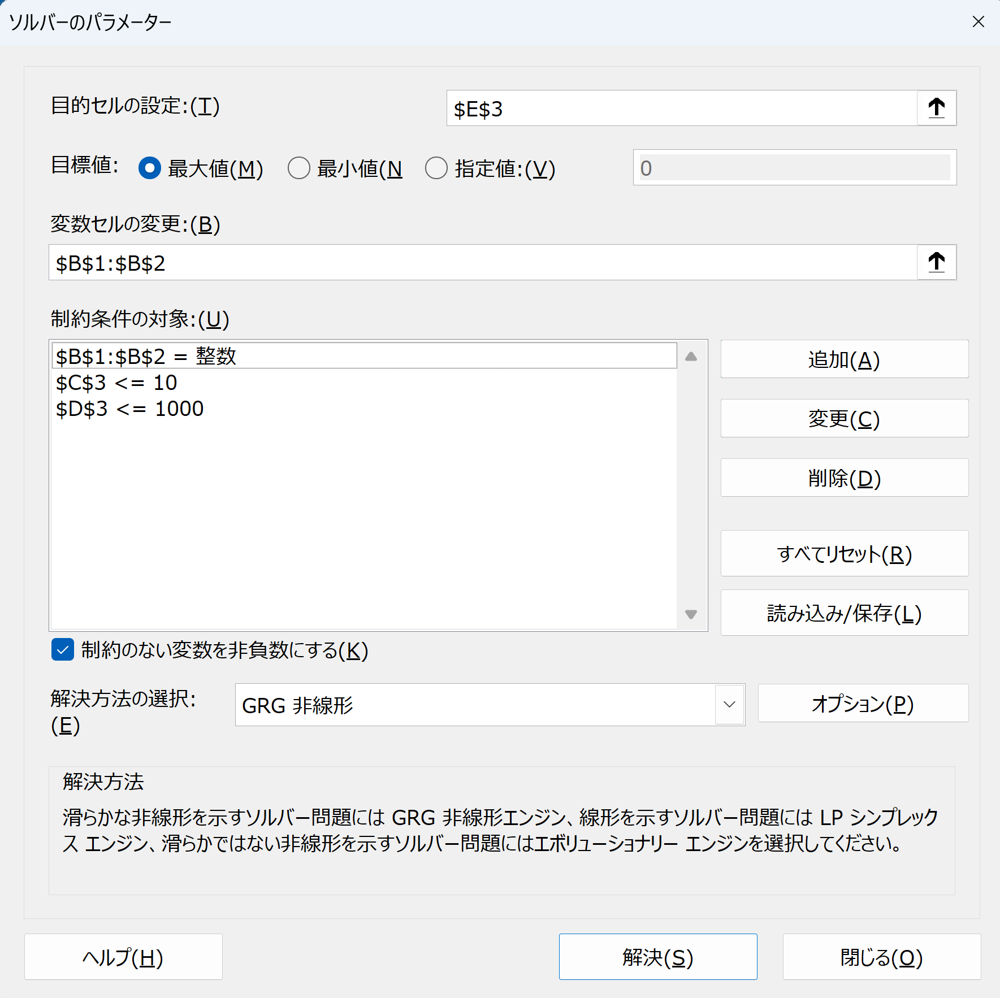 ソルバーのパラメーター
目的セルの設定:(T)
$E$3
目標値: 最大値(M) 最小値(N 指定値:(V) 0
変数セルの変更:(B)
$B$1:$B$2
制約条件の対象:(U)
$B$1:$B$2 = 整数
$C$3 <= 10
$D$3 <= 1000
追加(A)
変更(C)
削除(D)
すべてリセット(R)
読み込み/保存(L)
制約のない変数を非負数にする(K)
解決方法の選択:
(E)
GRG 非線形
オプション(P)
解決方法
滑らかな非線形を示すソルバー問題には GRG 非線形エンジン、線形を示すソルバー問題には LP シンプレック
ス エンジン、滑らかではない非線形を示すソルバー問題にはエボリューショナリー エンジンを選択してください。
ヘルプ(H)
解決(S)
閉じる(O)